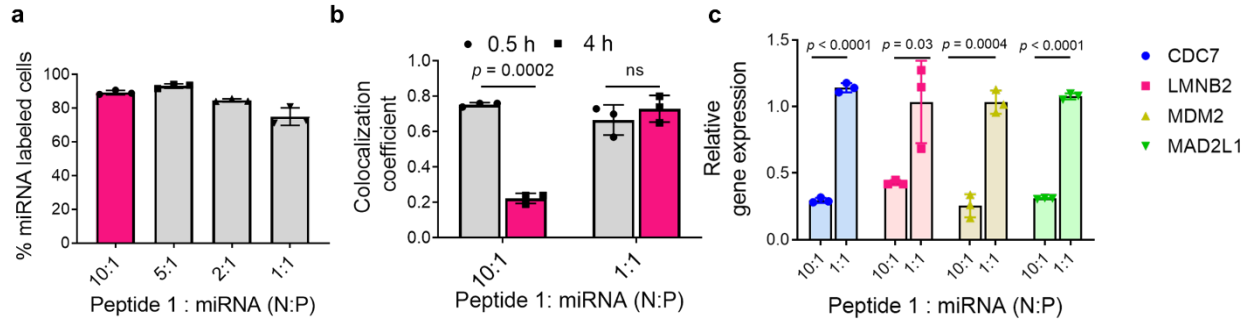 a
% miRNA labeled cells
100
80
60
40
20
0
10:1
5:1
2:1
1:1
Peptide 1 : miRNA (N:P)
b
0.5 h
4 h
Colocalization
coefficient
1.0
0.8
0.6
0.4
0.2
0.0
p = 0.0002
ns
10:1
1:1
Peptide 1: miRNA (N:P)
c
Relative
gene expression
1.5
1.0
0.5
0.0
p < 0.0001
p = 0.03
p = 0.0004
p <0.0001
10:1
1:1
10:1
1:1
10:1
1:1
10:1
1:1
Peptide 1 : miRNA (N:P)
CDC7
LMNB2
MDM2
MAD2L1